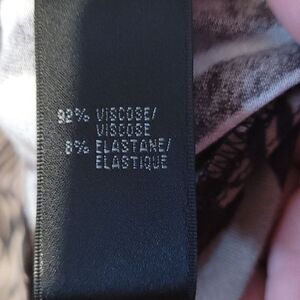 92% VISCOSE/
VISCOSE
8% ELASTANE/
ELASTIQUE